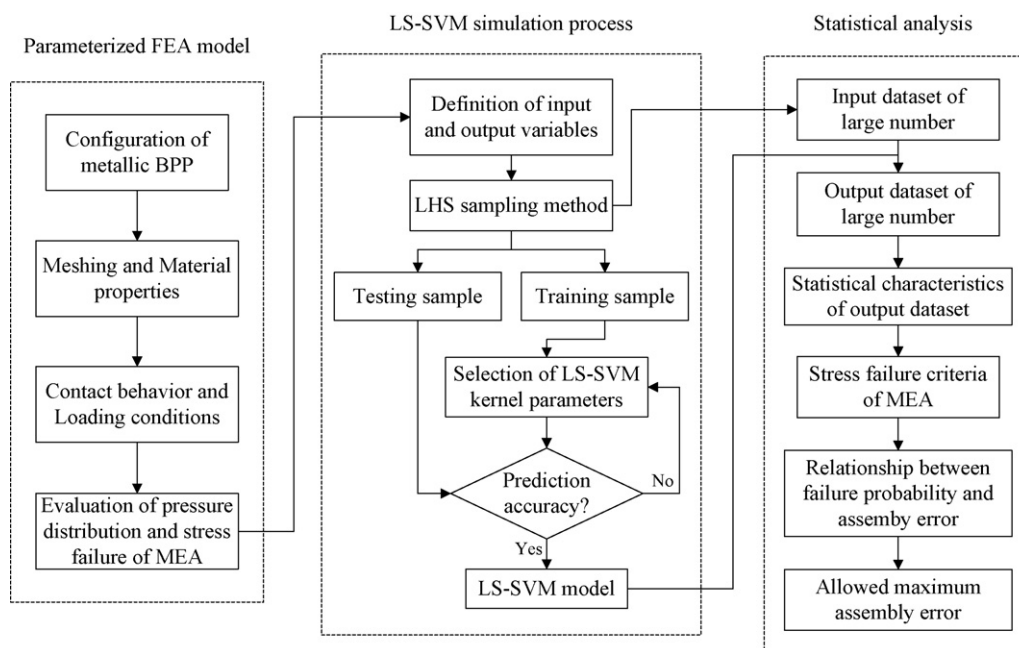 Parameterized FEA model
Configuration of
metallic BPP
Meshing and Material
properties
Contact behavior and
Loading conditions
Evaluation of pressure
distribution and stress
failure of MEA
LS-SVM simulation process
Definition of input
and output variables
LHS sampling method
Testing sample
Training sample
Selection of LS-SVM
kernel parameters
Prediction
accuracy?
No
Yes
LS-SVM model
Statistical analysis
Input dataset of
large number
Output dataset of
large number
Statistical characteristics
of output dataset
Stress failure criteria
of MEA
Relationship between
failure probability and
assemby error
Allowed maximum
assembly error